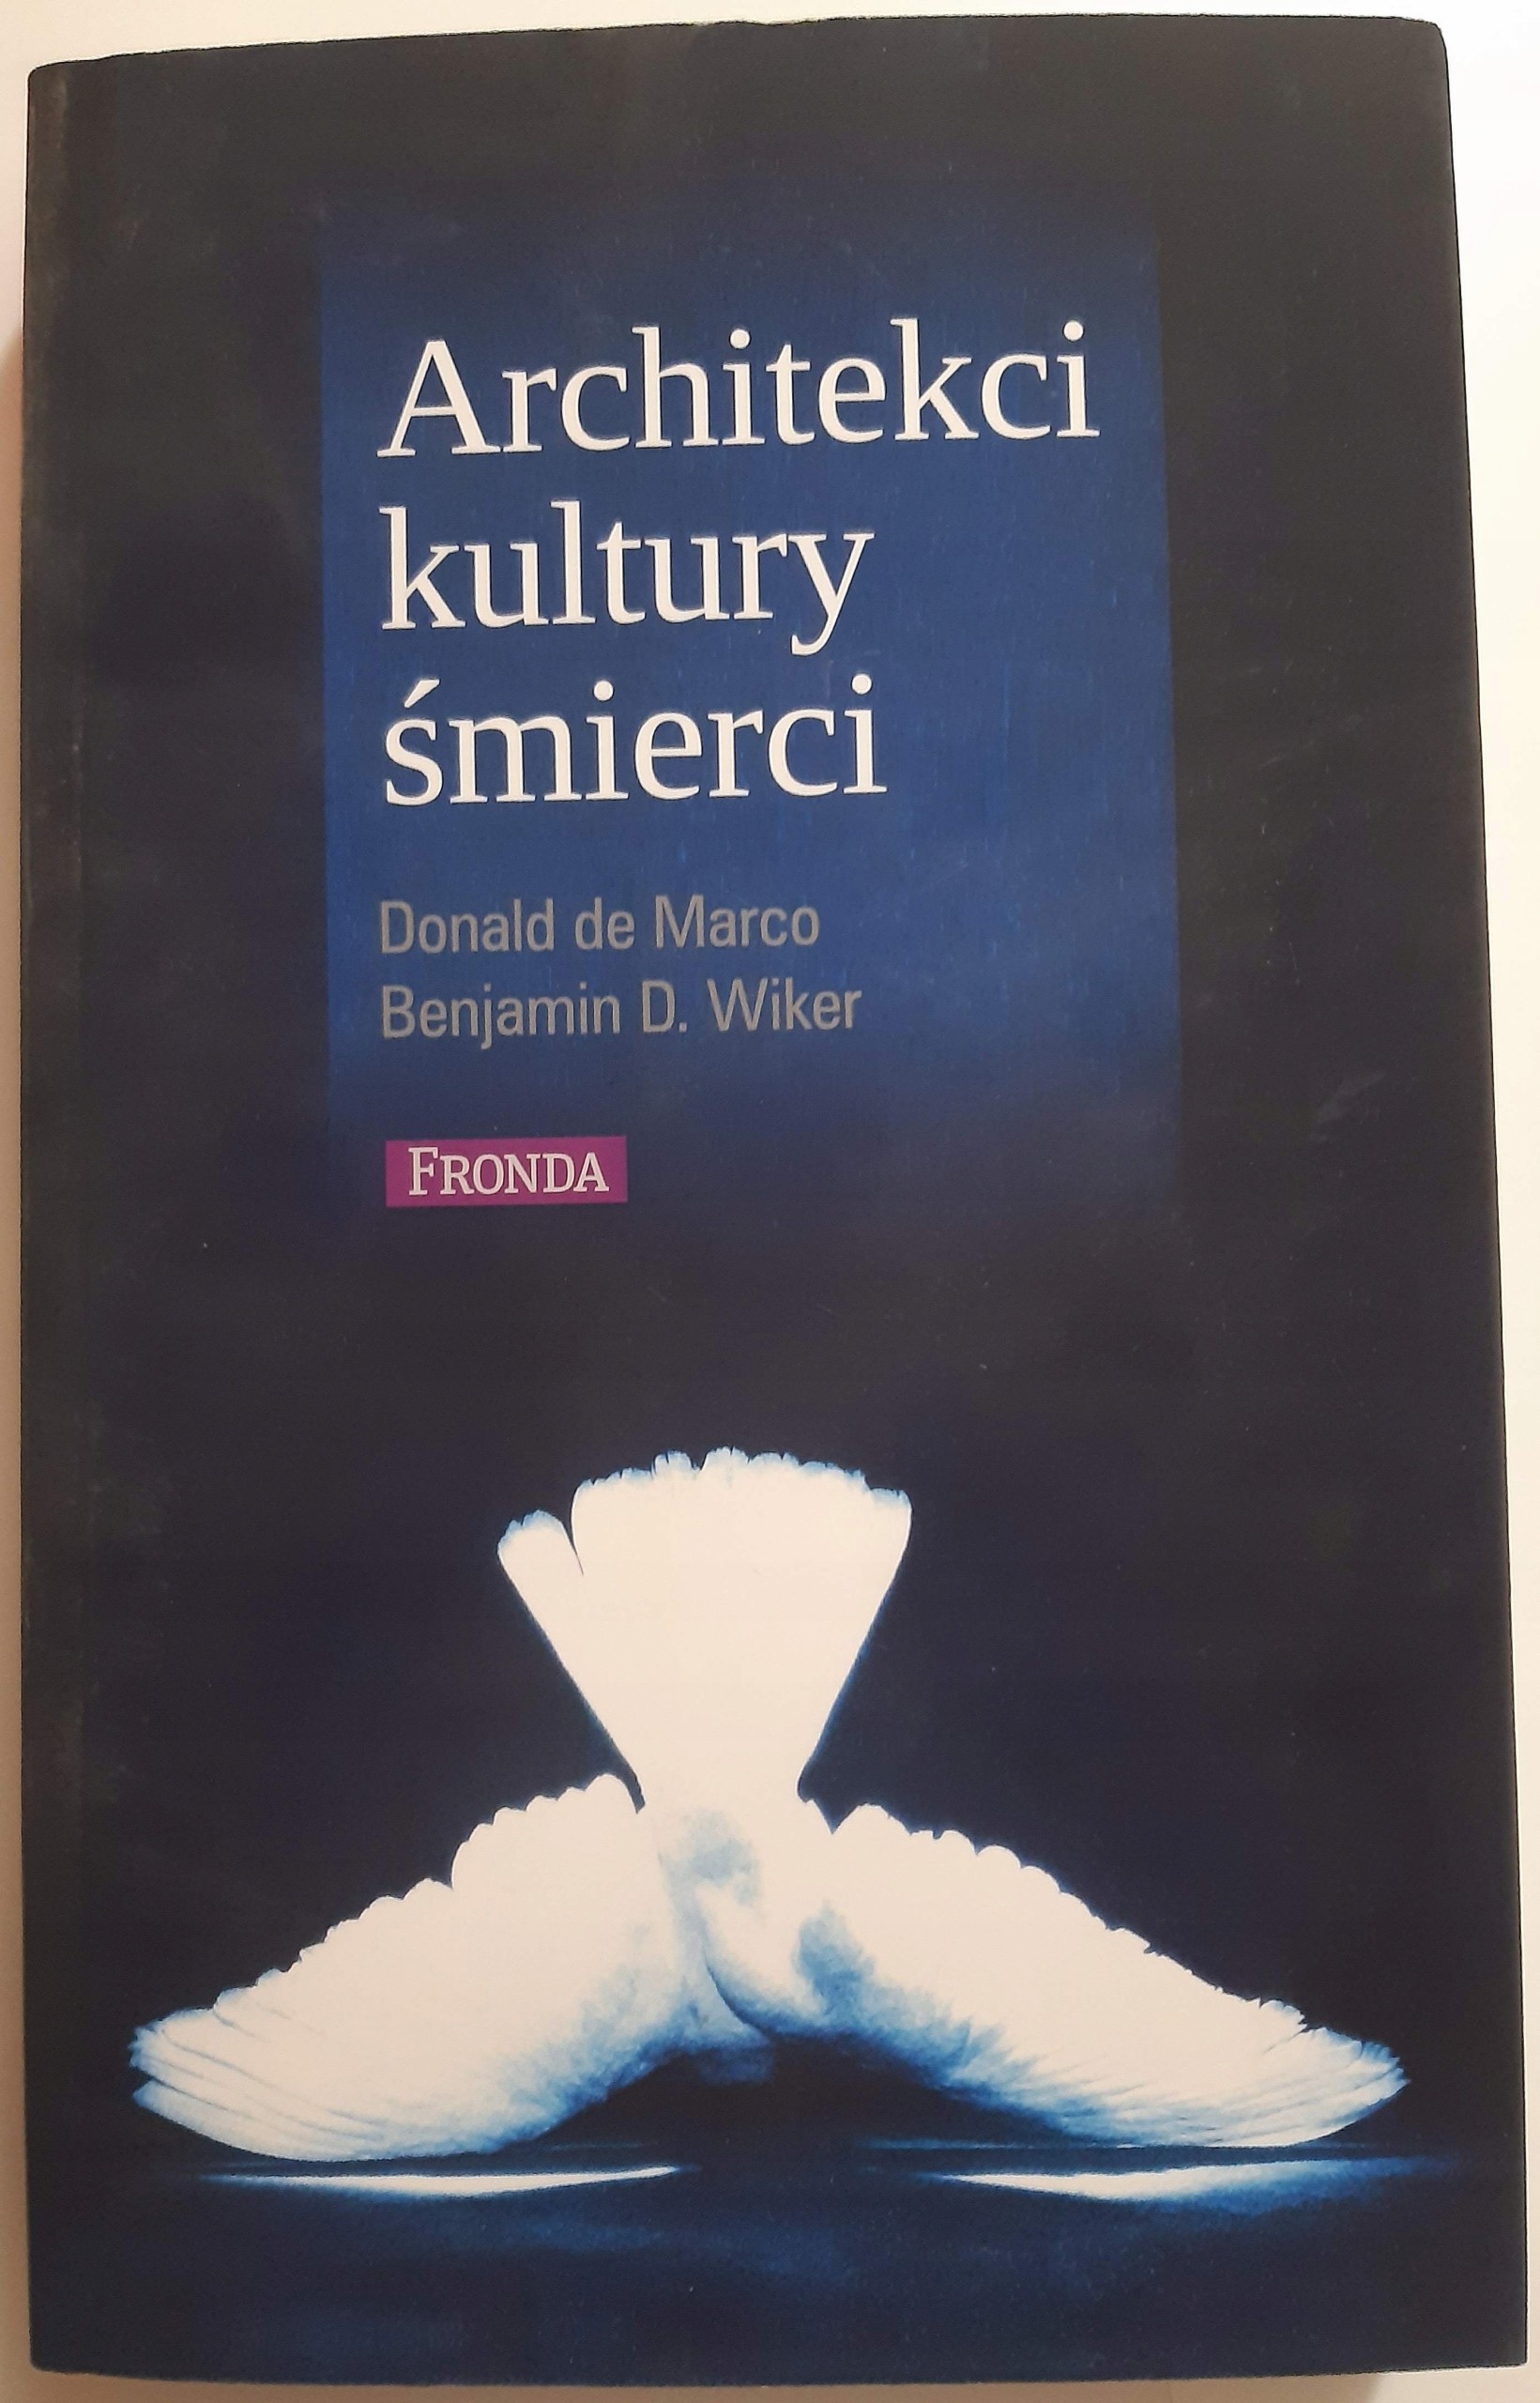 Architekci
kultury
śmierci
Donald de Marco
Benjamin D. Wiker
FRONDA